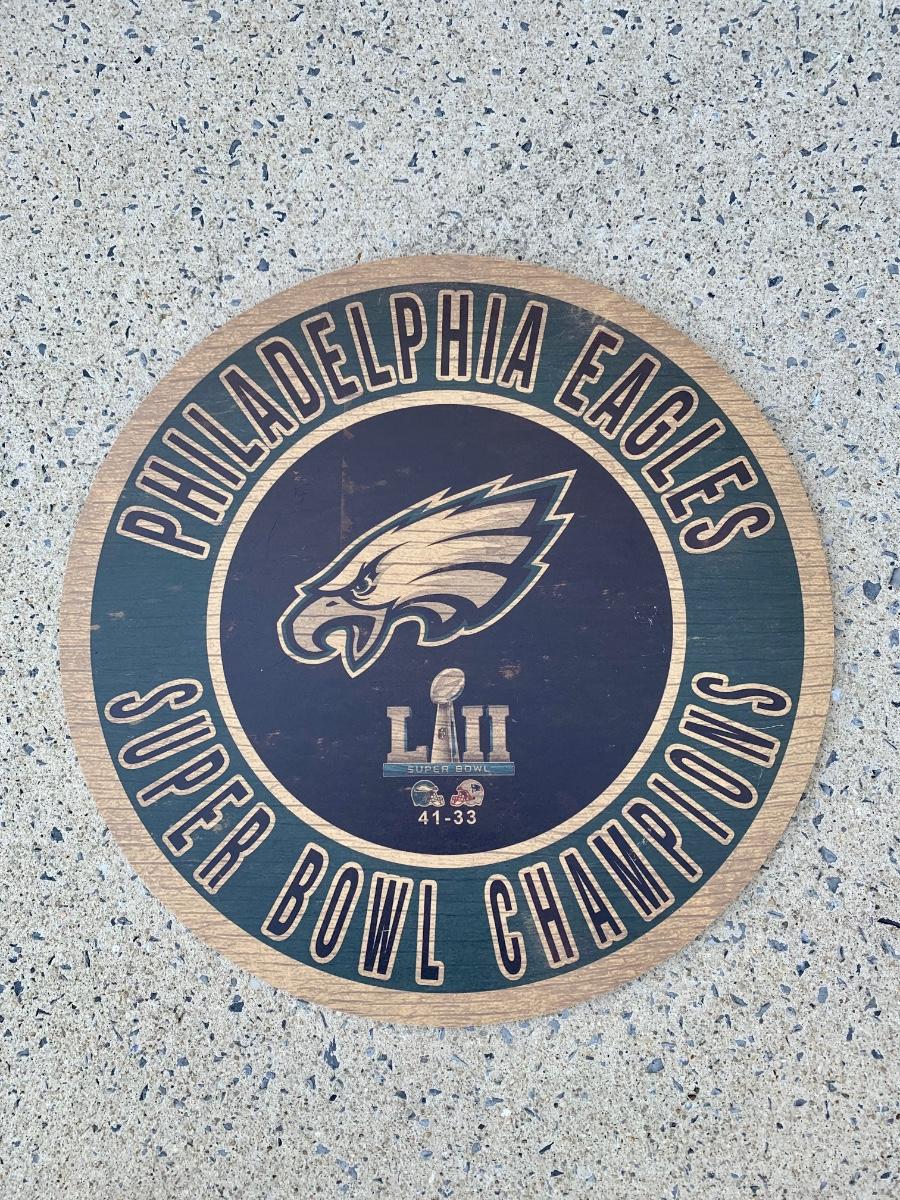 PHILADELPHIA EAGLES
LII
SUPER BOWL
41-33
SUPER BOWL CHAMPIONS